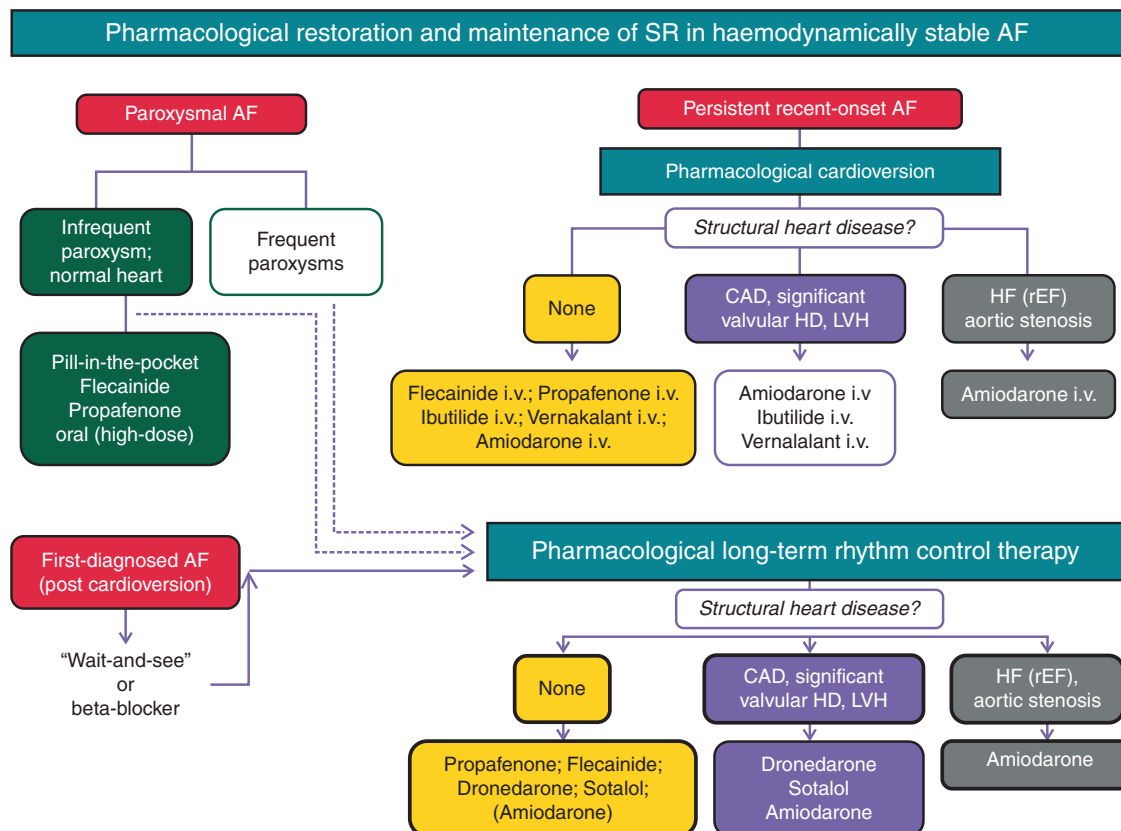 Pharmacological restoration and maintenance of SR in haemodynamically stable AF
Paroxysmal AF
Infrequent
paroxysm;
normal heart
Frequent
paroxysms
Pill-in-the-pocket
Flecainide
Propafenone
oral (high-dose)
First-diagnosed AF
(post cardioversion)
“Wait-and-see”
or
beta-blocker
Persistent recent-onset AF
Pharmacological cardioversion
Structural heart disease?
None
CAD, significant
valvular HD, LVH
HF (rEF)
aortic stenosis
Flecainide i.v.; Propafenone i.v.
Ibutilide i.v.; Vernakalant i.v.;
Amiodarone i.v.
Amiodarone i.v
Ibutilide i.v.
Vernalalant i.v.
Amiodarone i.v.
Pharmacological long-term rhythm control therapy
Structural heart disease?
None
CAD, significant
valvular HD, LVH
HF (rEF),
aortic stenosis
Propafenone; Flecainide;
Dronedarone; Sotalol;
(Amiodarone)
Dronedarone
Sotalol
Amiodarone
Amiodarone